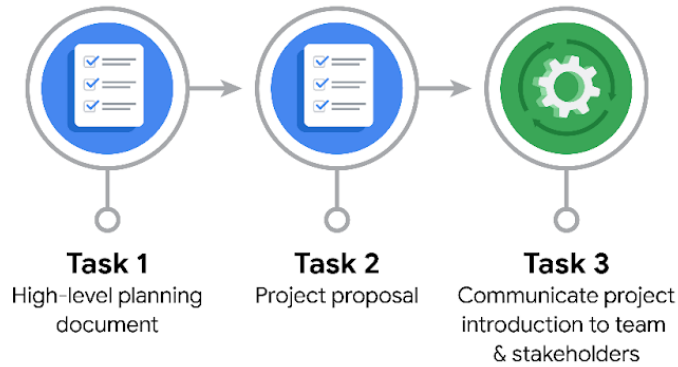 Task 1
High-level planning
document
Task 2
Project proposal
Task 3
Communicate project
introduction to team
& stakeholders